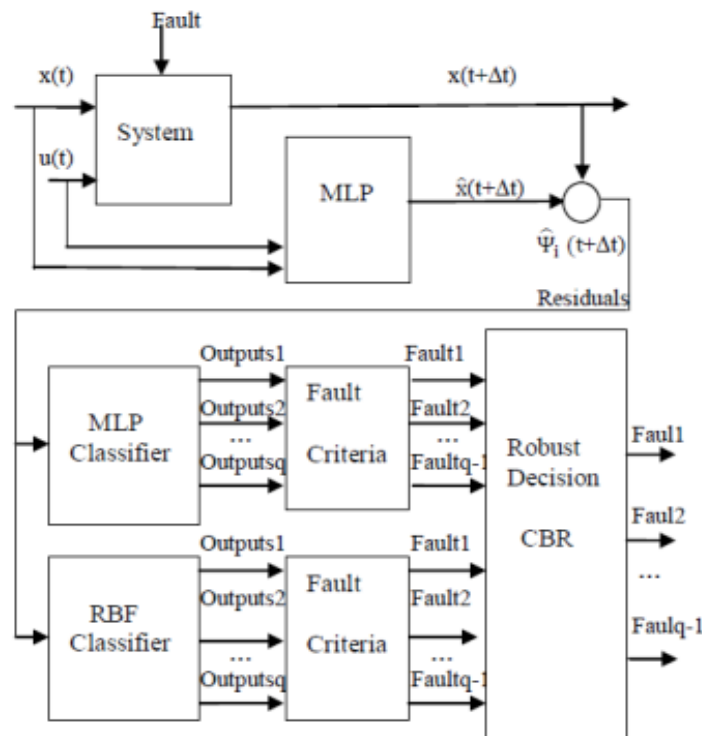 Fault
x(t)
x(t+Δt)
System
u(t)
MLP
x̂(t+Δt)
Ψ̂i (t+Δt)
Residuals
Outputs1
Fault1
MLP
Classifier
Outputs2
...
Outputsq
Fault
Criteria
Fault2
...
Faultq-1
Robust
Decision
CBR
Faul1
Faul2
...
Faulq-1
Outputs1
Fault1
RBF
Classifier
Outputs2
...
Outputsq
Fault
Criteria
Fault2
...
Faultq-1